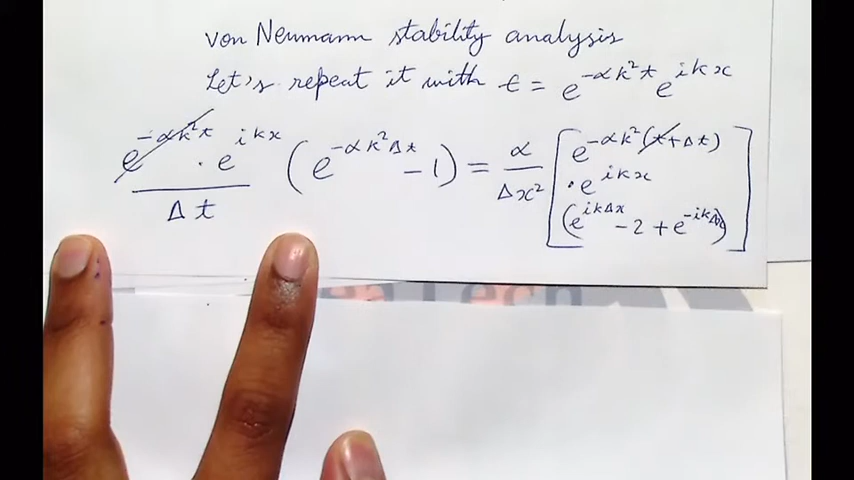 von Neumann stability analysis
Let's repeat it with ε = e^{-αk²t} e^{ikx}
e^{-αk²t} · e^{ikx} / Δt (e^{-αk²Δt} - 1) = α / Δx² [ e^{-αk²(t+Δt)}
· e^{ikx}
(e^{ikΔx} - 2 + e^{-ikΔx}) ]
Tech